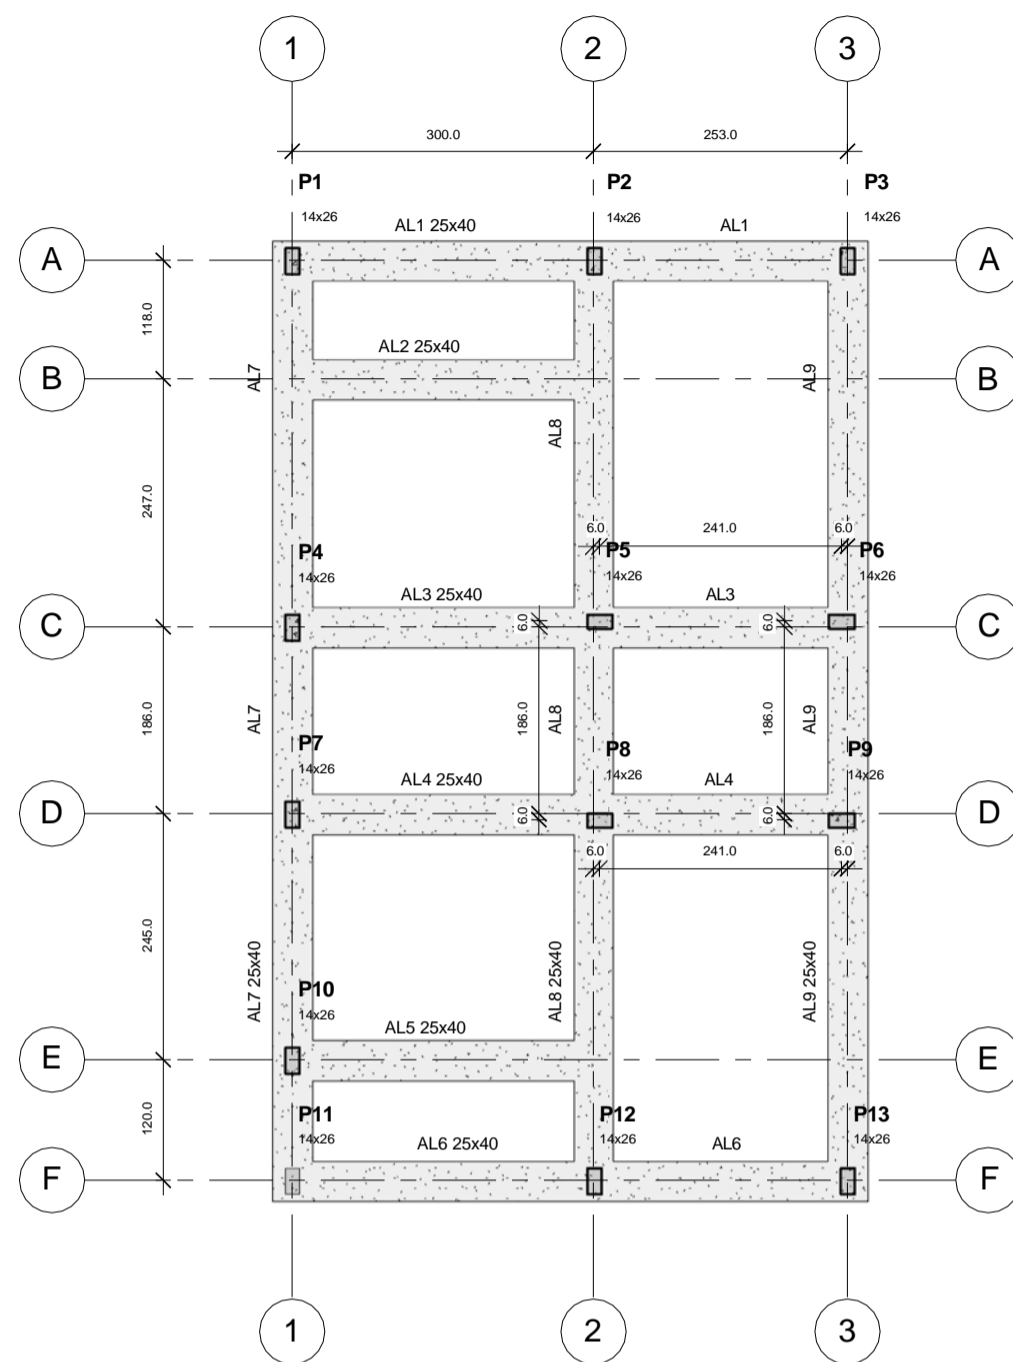 1 2 3
300.0 253.0
P1 P2 P3
14x26 14x26 14x26
AL1 25x40 AL1
A A
118.0
AL2 25x40
B AL7 AL9 B
AL8
247.0
6.0 241.0 6.0
P4 P5 P6
14x26 14x26 14x26
AL3 25x40 AL3
C 6.0 6.0 C
186.0 AL7 AL8 186.0 AL9 186.0
P7 P8 P9
14x26 14x26 14x26
AL4 25x40 AL4
D 6.0 6.0 D
6.0 241.0 6.0
245.0
AL7 25x40 AL8 25x40 AL9 25x40
P10
14x26
AL5 25x40
E E
120.0
P11 P12 P13
14x26 14x26 14x26
AL6 25x40 AL6
F F
1 2 3